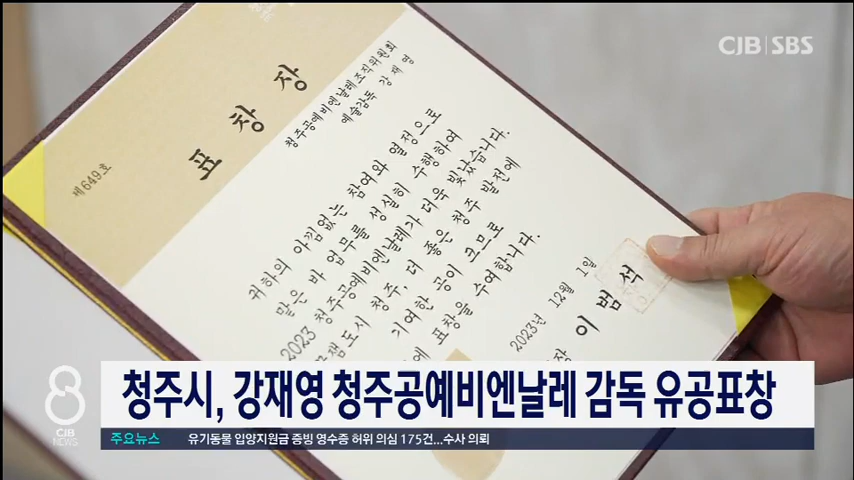 CJB SBS
제 649호
표 창 장
청주공예비엔날레조직위원회
예술감독 강재영
귀하의 아낌없는 참여와 열정으로
맡은 바 업무를 성실히 수행하여
2023 청주공예비엔날레가 더욱 빛났습니다.
도시 청주, 더 좋은 청주 발전에
기여한 공이 크므로
표창을 수여합니다.
2023년 12월 1일
이 범 석
8
CJB
NEWS
청주시, 강재영 청주공예비엔날레 감독 유공표창
주요뉴스 유기동물 입양지원금 증빙 영수증 허위 의심 175건...수사 의뢰